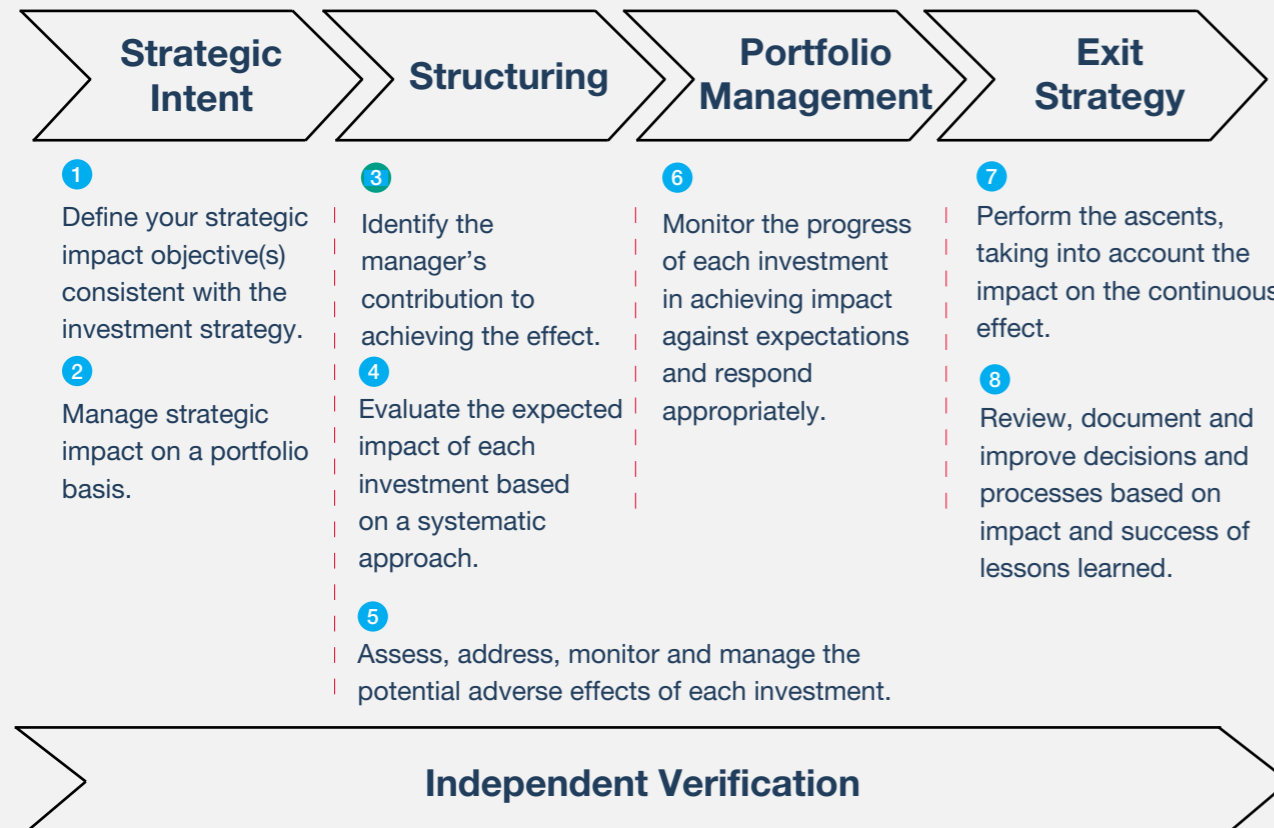 Strategic
Intent
Structuring
Portfolio
Management
Exit
Strategy
1
Define your strategic
impact objective(s)
consistent with the
investment strategy.
2
Manage strategic
impact on a portfolio
basis.
3
Identify the
manager's
contribution to
achieving the effect.
4
Evaluate the expected
impact of each
investment based
on a systematic
approach.
5
Assess, address, monitor and manage the
potential adverse effects of each investment.
6
Monitor the progress
of each investment
in achieving impact
against expectations
and respond
appropriately.
7
Perform the ascents,
taking into account the
impact on the continuous
effect.
8
Review, document and
improve decisions and
processes based on
impact and success of
lessons learned.
Independent Verification